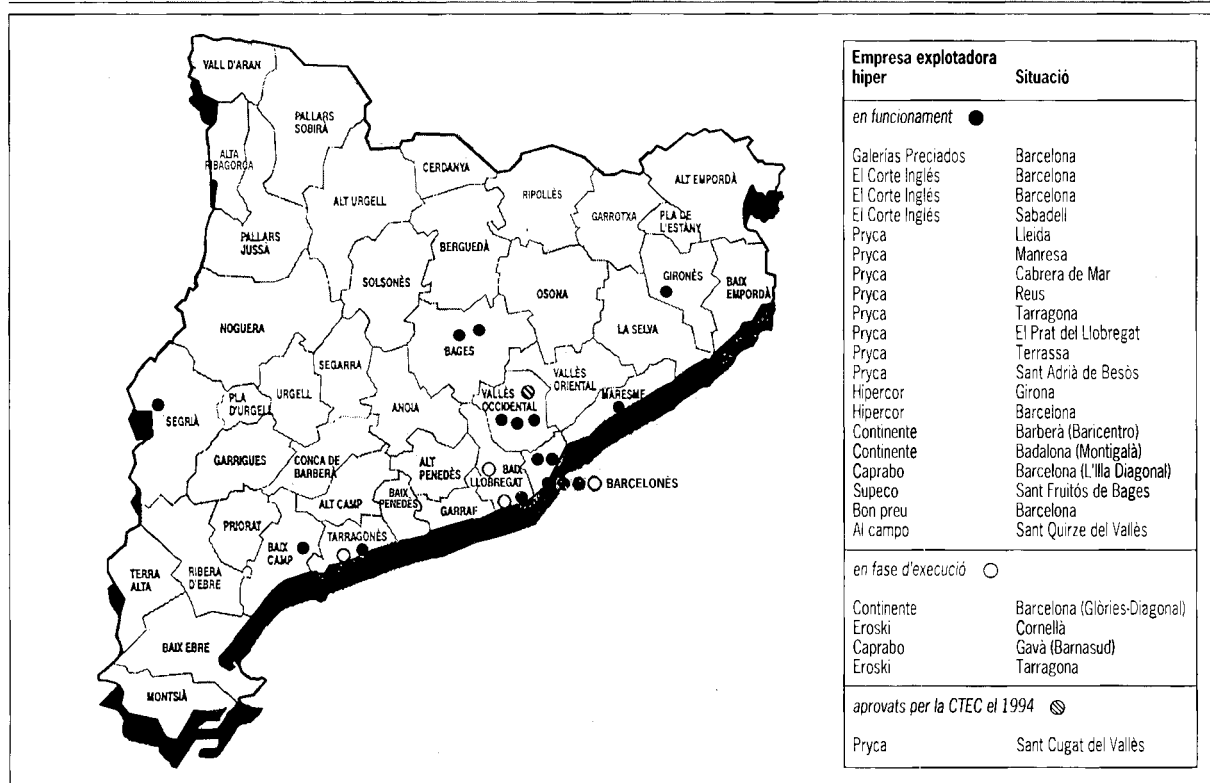 VALL D'ARAN
PALLARS
SOBIRÀ
ALTA
RIBAGORÇA
CERDANYA
ALT EMPORDÀ
RIPOLLÈS
ALT URGELL
GARROTXA
PLA DE
L'ESTANY
PALLARS
JUSSÀ
BERGUEDÀ
GIRONÈS
SOLSONÈS
BAIX
EMPORDÀ
OSONA
NOGUERA
LA SELVA
BAGES
SEGARRA
VALLÈS
ORIENTAL
PLA
D'URGELL
URGELL
VALLÈS
OCCIDENTAL
MARESME
ANOIA
SEGRIÀ
GARRIGUES
CONCA DE
BARBERÀ
ALT
PENEDÈS
BAIX
LLOBREGAT
BARCELONÈS
ALT CAMP
BAIX
PENEDÈS
GARRAF
PRIORAT
BAIX
CAMP
TARRAGONÈS
TERRA
ALTA
RIBERA
D'EBRE
BAIX EBRE
MONTSIÀ
Empresa explotadora
hiper Situació
en funcionament
Galerías Preciados Barcelona
El Corte Inglés Barcelona
El Corte Inglés Barcelona
El Corte Inglés Sabadell
Pryca Lleida
Pryca Manresa
Pryca Cabrera de Mar
Pryca Reus
Pryca Tarragona
Pryca El Prat del Llobregat
Pryca Terrassa
Pryca Sant Adrià de Besòs
Hipercor Girona
Hipercor Barcelona
Continente Barberà (Baricentro)
Continente Badalona (Montigalà)
Caprabo Barcelona (L'Illa Diagonal)
Supeco Sant Fruitós de Bages
Bon preu Barcelona
Al campo Sant Quirze del Vallès
en fase d'execució
Continente Barcelona (Glòries-Diagonal)
Eroski Cornellà
Caprabo Gavà (Barnasud)
Eroski Tarragona
aprovats per la CTEC el 1994
Pryca Sant Cugat del Vallès